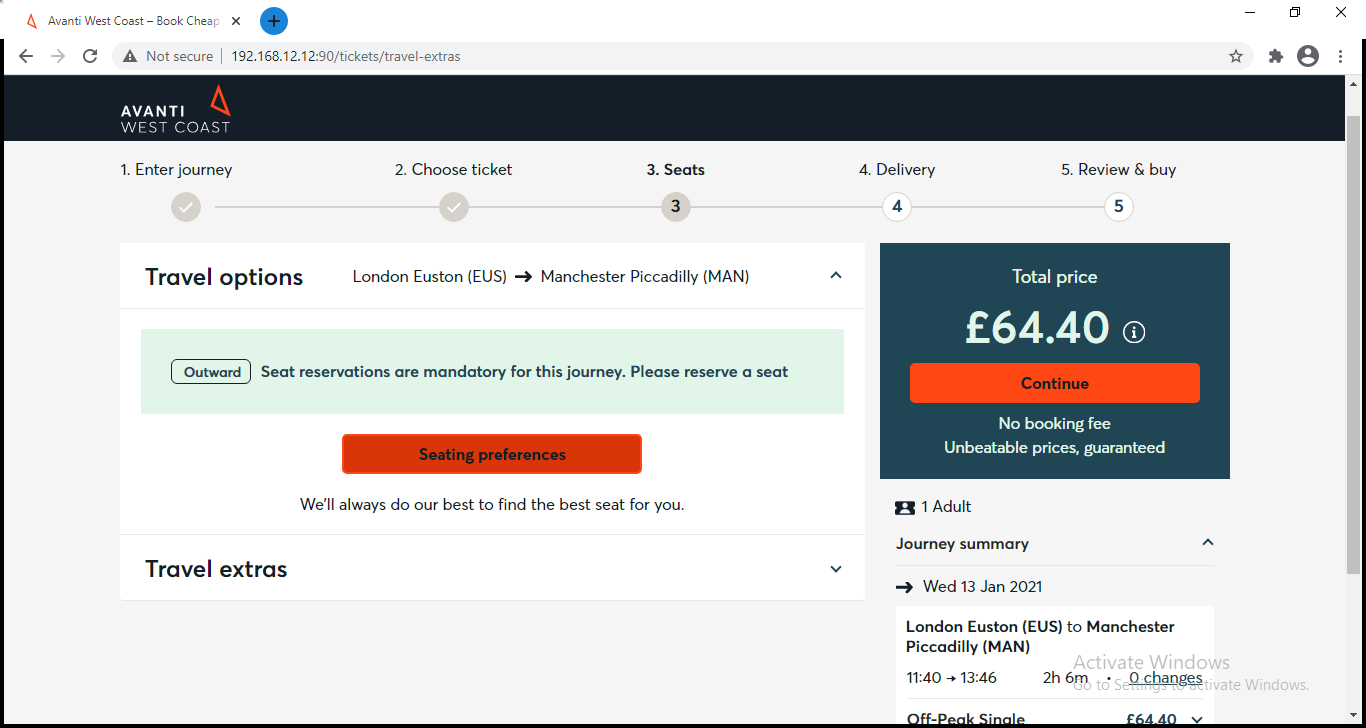 Avanti West Coast – Book Cheap
Not secure
192.168.12.12:90/tickets/travel-extras
AVANTI
WEST COAST
1. Enter journey
2. Choose ticket
3. Seats
4. Delivery
5. Review & buy
3
4
5
Travel options
London Euston (EUS) → Manchester Piccadilly (MAN)
Outward
Seat reservations are mandatory for this journey. Please reserve a seat
Seating preferences
We'll always do our best to find the best seat for you.
Travel extras
Total price
£64.40
Continue
No booking fee
Unbeatable prices, guaranteed
1 Adult
Journey summary
→ Wed 13 Jan 2021
London Euston (EUS) to Manchester
Piccadilly (MAN)
11:40 → 13:46 2h 6m · 0 changes
Off-Peak Single £64.40
Activate Windows
Go to Settings to activate Windows.